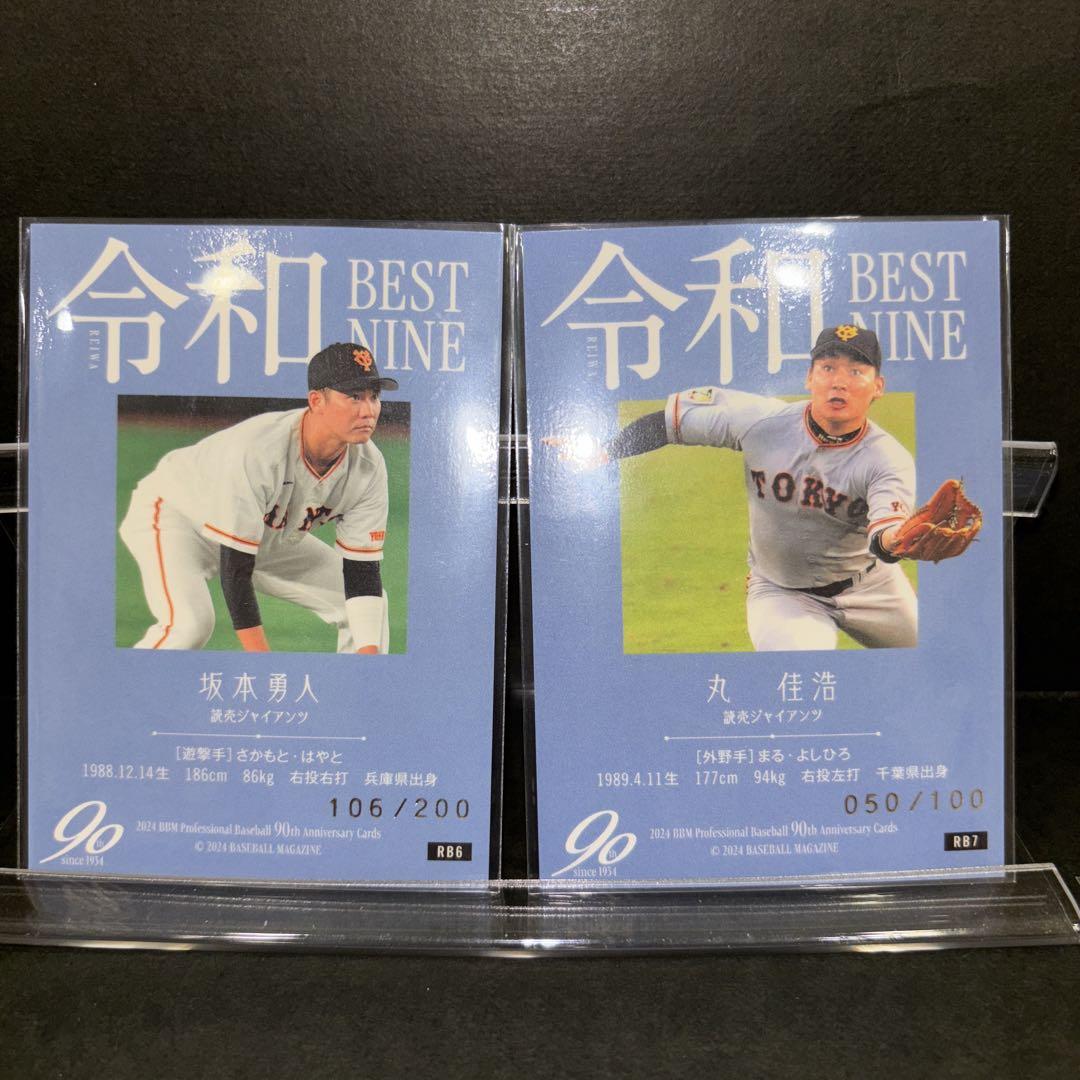 令和 BEST NINE
REIWA
坂本勇人
読売ジャイアンツ
[遊撃手]さかもと・はやと
1988.12.14生 186cm 86kg 右投右打 兵庫県出身
106/200
90th since 1934
2024 BBM Professional Baseball 90th Anniversary Cards
© 2024 BASEBALL MAGAZINE
RB6
令和 BEST NINE
REIWA
TOKYO
丸 佳浩
読売ジャイアンツ
[外野手]まる・よしひろ
1989.4.11生 177cm 94kg 右投左打 千葉県出身
050/100
90th since 1934
2024 BBM Professional Baseball 90th Anniversary Cards
© 2024 BASEBALL MAGAZINE
RB7